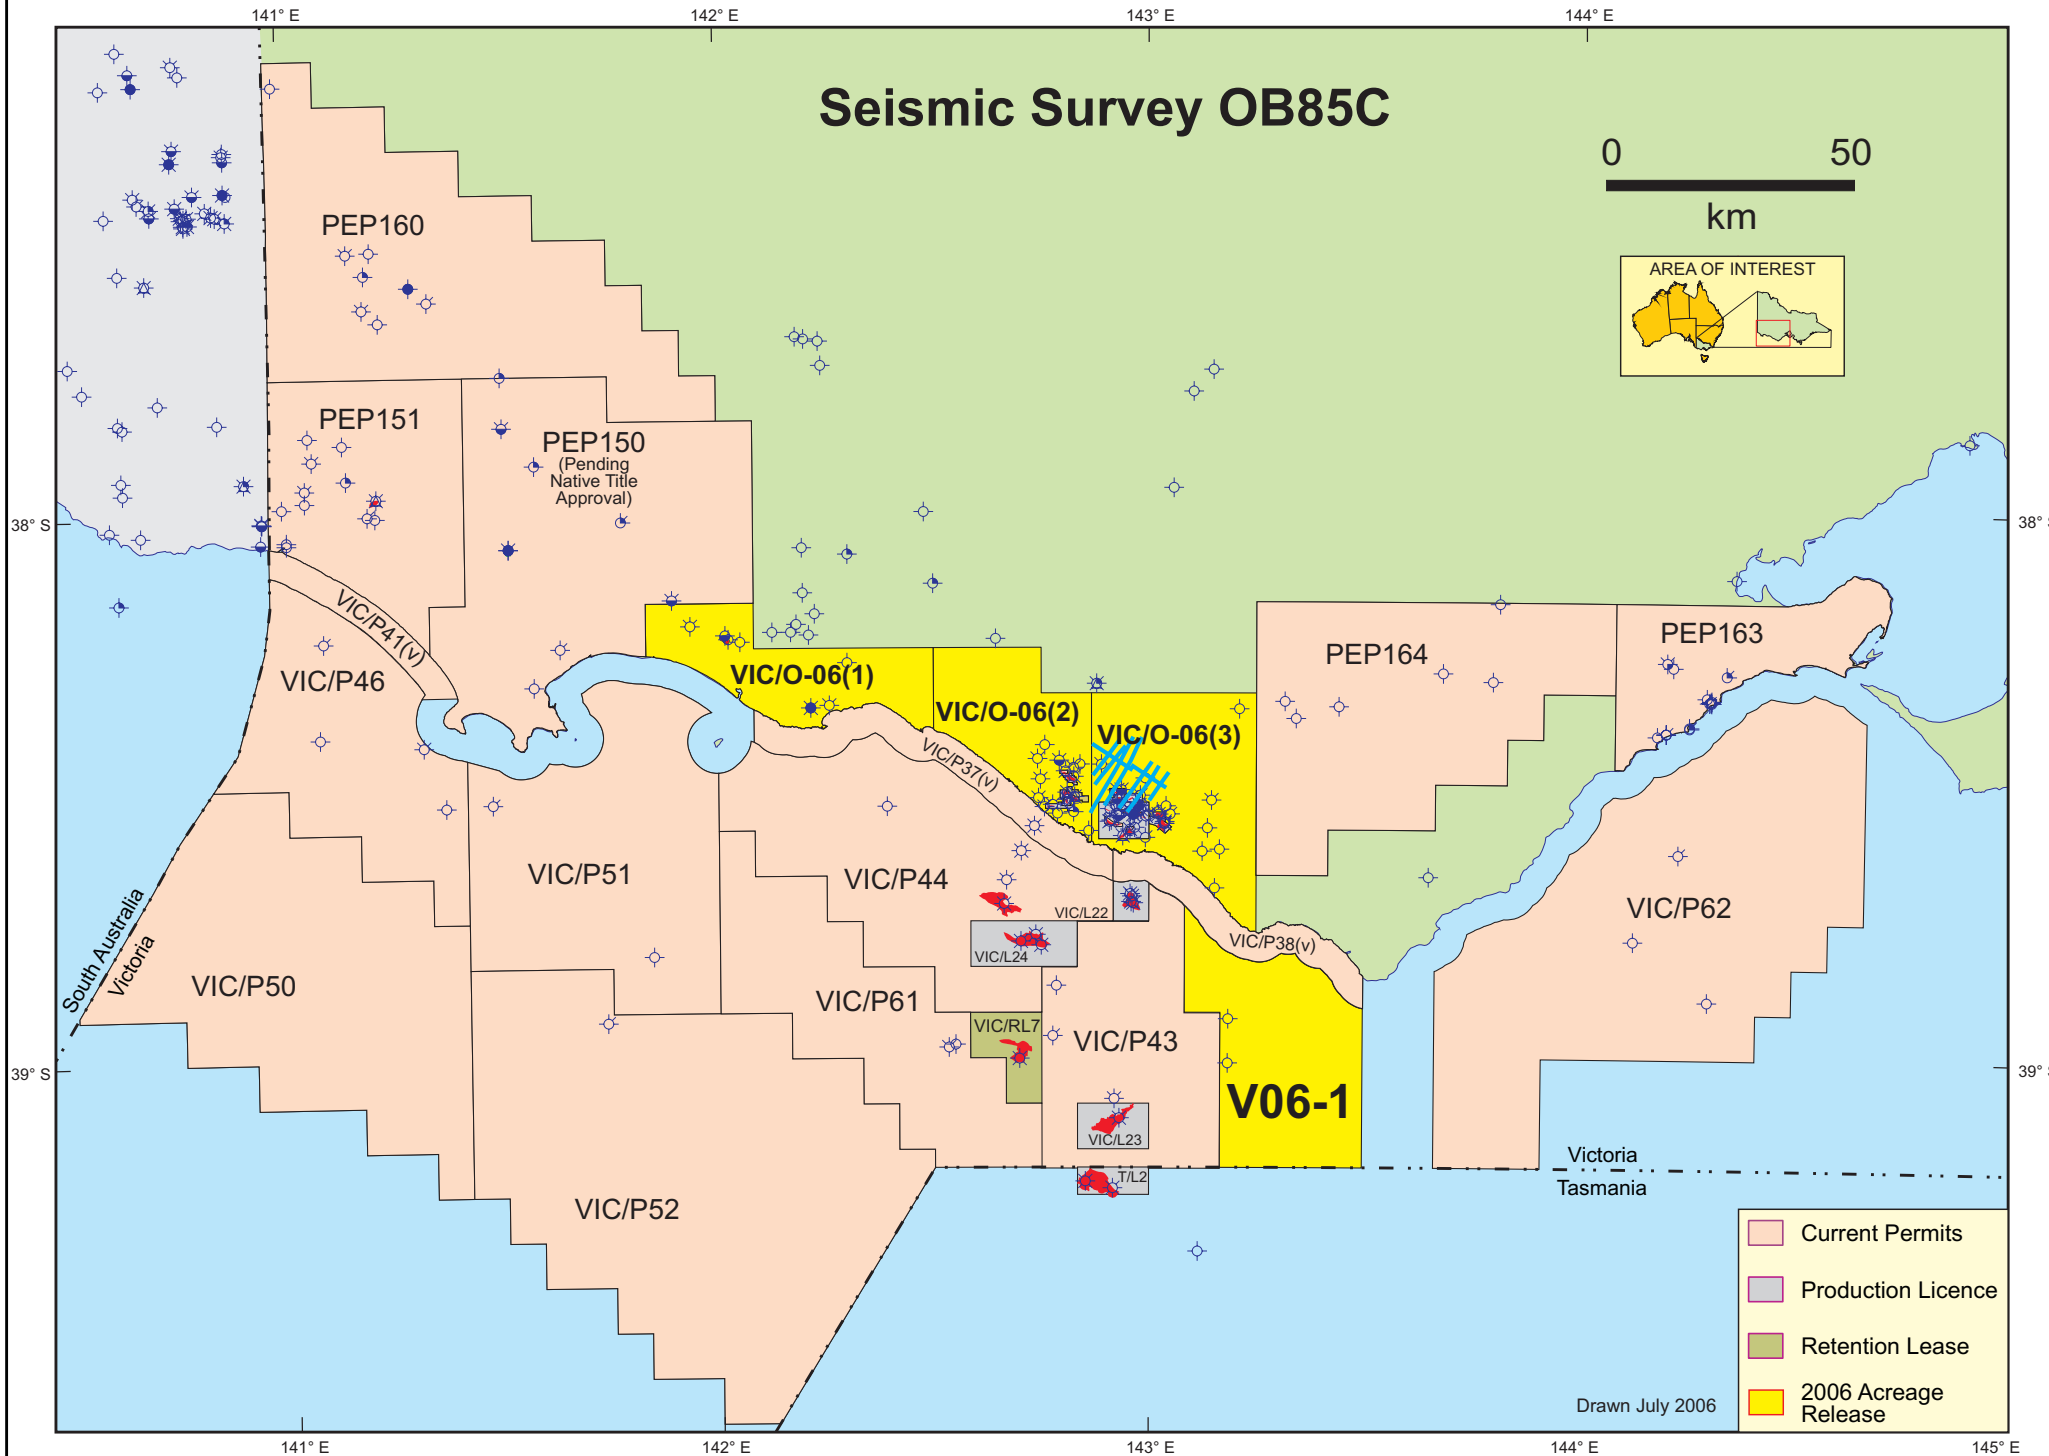 141° E
142° E
143° E
144° E
Seismic Survey OB85C
0
50
km
AREA OF INTEREST
PEP160
PEP151
PEP150
(Pending
Native Title
Approval)
38° S
38° S
VIC/P41(v)
VIC/P46
VIC/O-06(1)
VIC/O-06(2)
VIC/O-06(3)
PEP164
PEP163
VIC/P37(v)
VIC/P51
VIC/P44
VIC/L22
VIC/P62
VIC/P38(v)
VIC/L24
South Australia
Victoria
VIC/P50
VIC/P61
VIC/RL7
VIC/P43
39° S
39° S
V06-1
VIC/L23
T/L2
Victoria
Tasmania
VIC/P52
Current Permits
Production Licence
Retention Lease
2006 Acreage
Release
Drawn July 2006
141° E
142° E
143° E
144° E
145° E